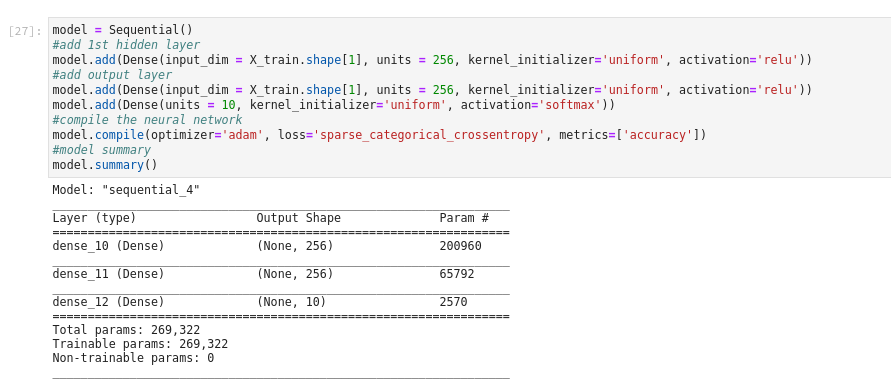 [27]: model = Sequential()
#add 1st hidden layer
model.add(Dense(input_dim = X_train.shape[1], units = 256, kernel_initializer='uniform', activation='relu'))
#add output layer
model.add(Dense(input_dim = X_train.shape[1], units = 256, kernel_initializer='uniform', activation='relu'))
model.add(Dense(units = 10, kernel_initializer='uniform', activation='softmax'))
#compile the neural network
model.compile(optimizer='adam', loss='sparse_categorical_crossentropy', metrics=['accuracy'])
#model summary
model.summary()
Model: "sequential_4"
_________________________________________________________________
Layer (type)                 Output Shape              Param #
=================================================================
dense_10 (Dense)             (None, 256)               200960
_________________________________________________________________
dense_11 (Dense)             (None, 256)               65792
_________________________________________________________________
dense_12 (Dense)             (None, 10)                2570
=================================================================
Total params: 269,322
Trainable params: 269,322
Non-trainable params: 0
_________________________________________________________________